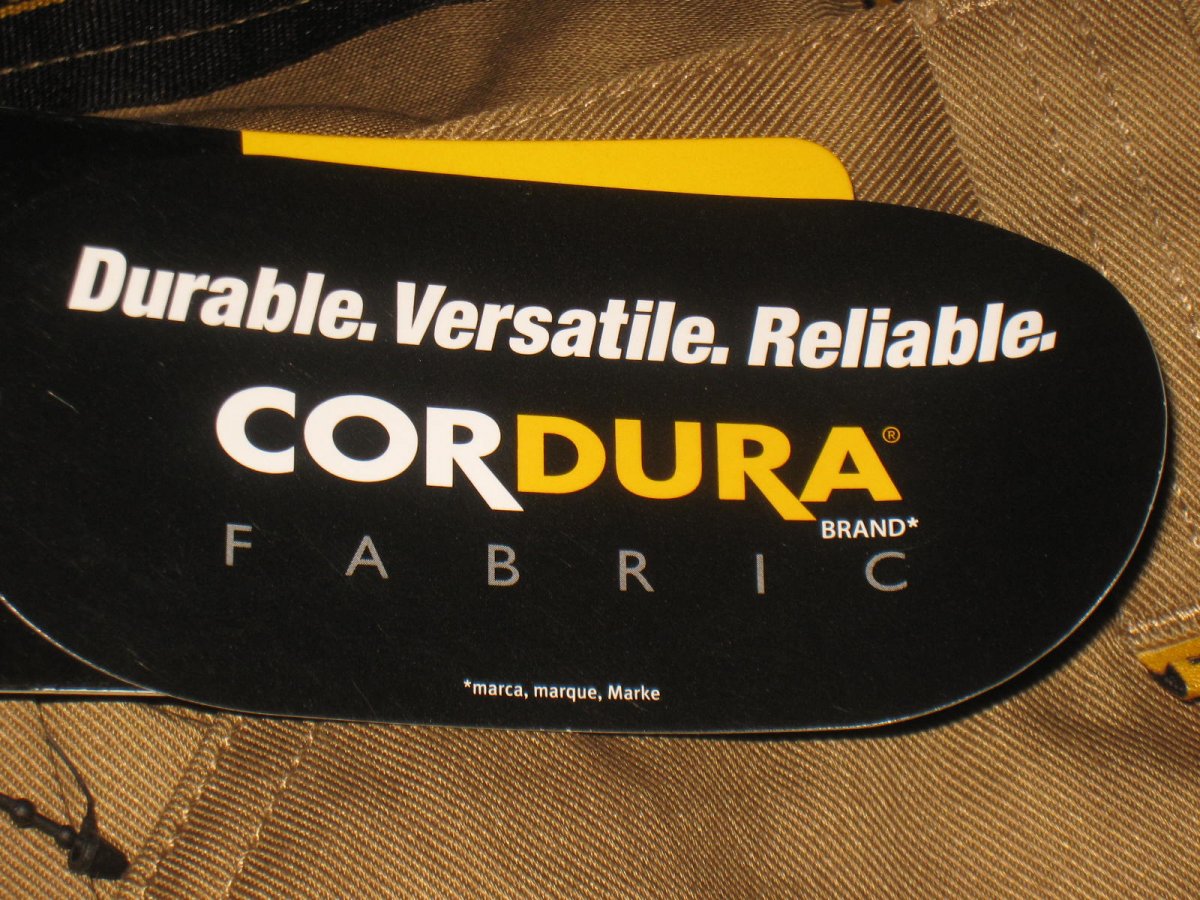 Durable. Versatile. Reliable.
CORDURA®
BRAND*
FABRIC
*marca, marque, Marke